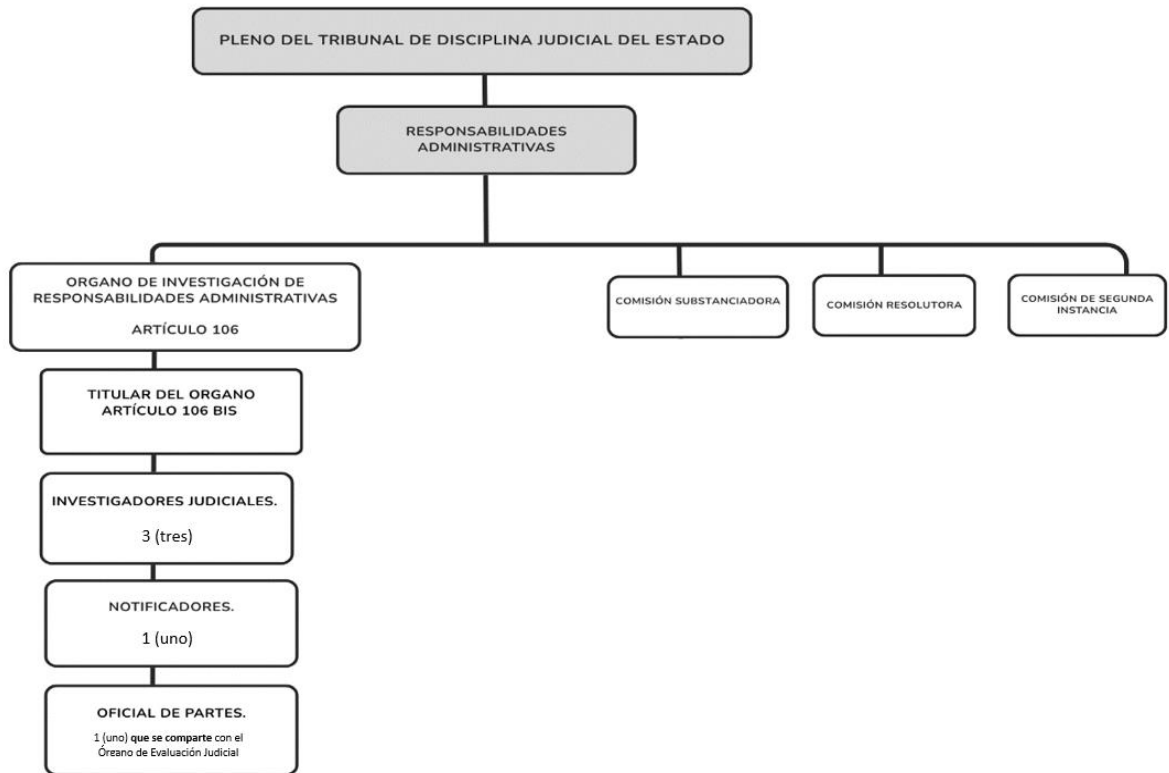 PLENO DEL TRIBUNAL DE DISCIPLINA JUDICIAL DEL ESTADO
RESPONSABILIDADES
ADMINISTRATIVAS
ORGANO DE INVESTIGACIÓN DE
RESPONSABILIDADES ADMINISTRATIVAS
ARTÍCULO 106
COMISIÓN SUBSTANCIADORA
COMISIÓN RESOLUTORA
COMISIÓN DE SEGUNDA
INSTANCIA
TITULAR DEL ORGANO
ARTÍCULO 106 BIS
INVESTIGADORES JUDICIALES.
3 (tres)
NOTIFICADORES.
1 (uno)
OFICIAL DE PARTES.
1 (uno) que se comparte con el
Órgano de Evaluación Judicial